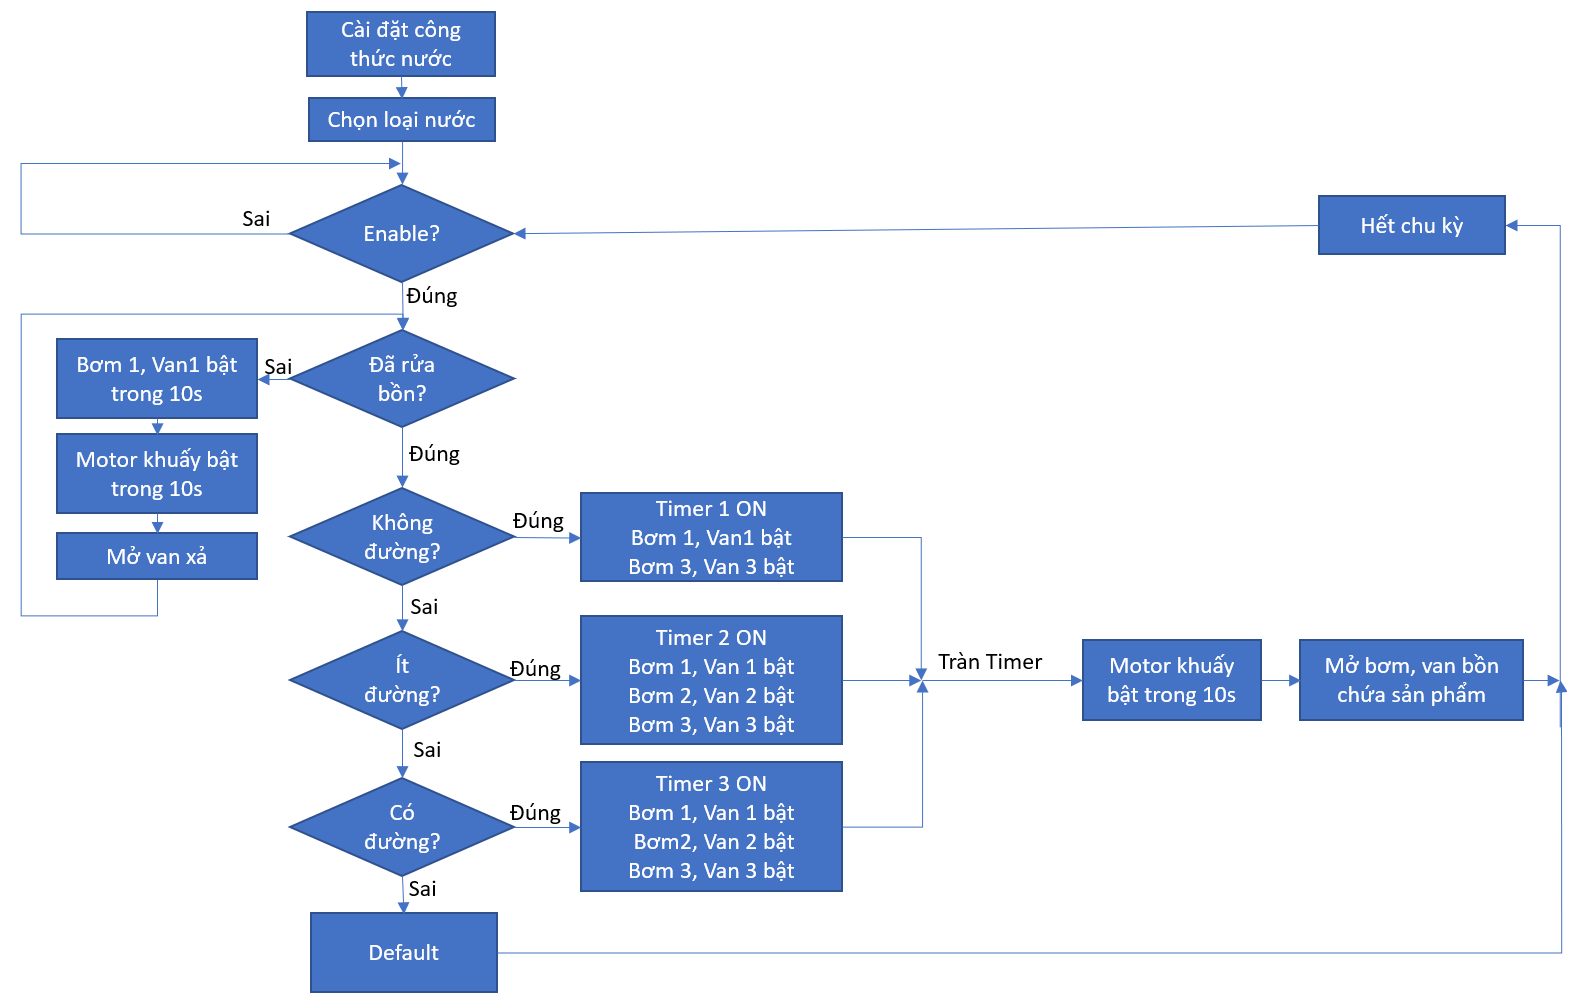 Cài đặt công
thức nước
Chọn loại nước
Sai
Enable?
Hết chu kỳ
Đúng
Bơm 1, Van1 bật
trong 10s
Sai
Đã rửa
bồn?
Motor khuấy bật
trong 10s
Đúng
Mở van xả
Không
đường?
Đúng
Timer 1 ON
Bơm 1, Van1 bật
Bơm 3, Van 3 bật
Sai
Ít
đường?
Đúng
Timer 2 ON
Bơm 1, Van 1 bật
Bơm 2, Van 2 bật
Bơm 3, Van 3 bật
Tràn Timer
Motor khuấy
bật trong 10s
Mở bơm, van bồn
chứa sản phẩm
Sai
Có
đường?
Đúng
Timer 3 ON
Bơm 1, Van 1 bật
Bơm2, Van 2 bật
Bơm 3, Van 3 bật
Sai
Default